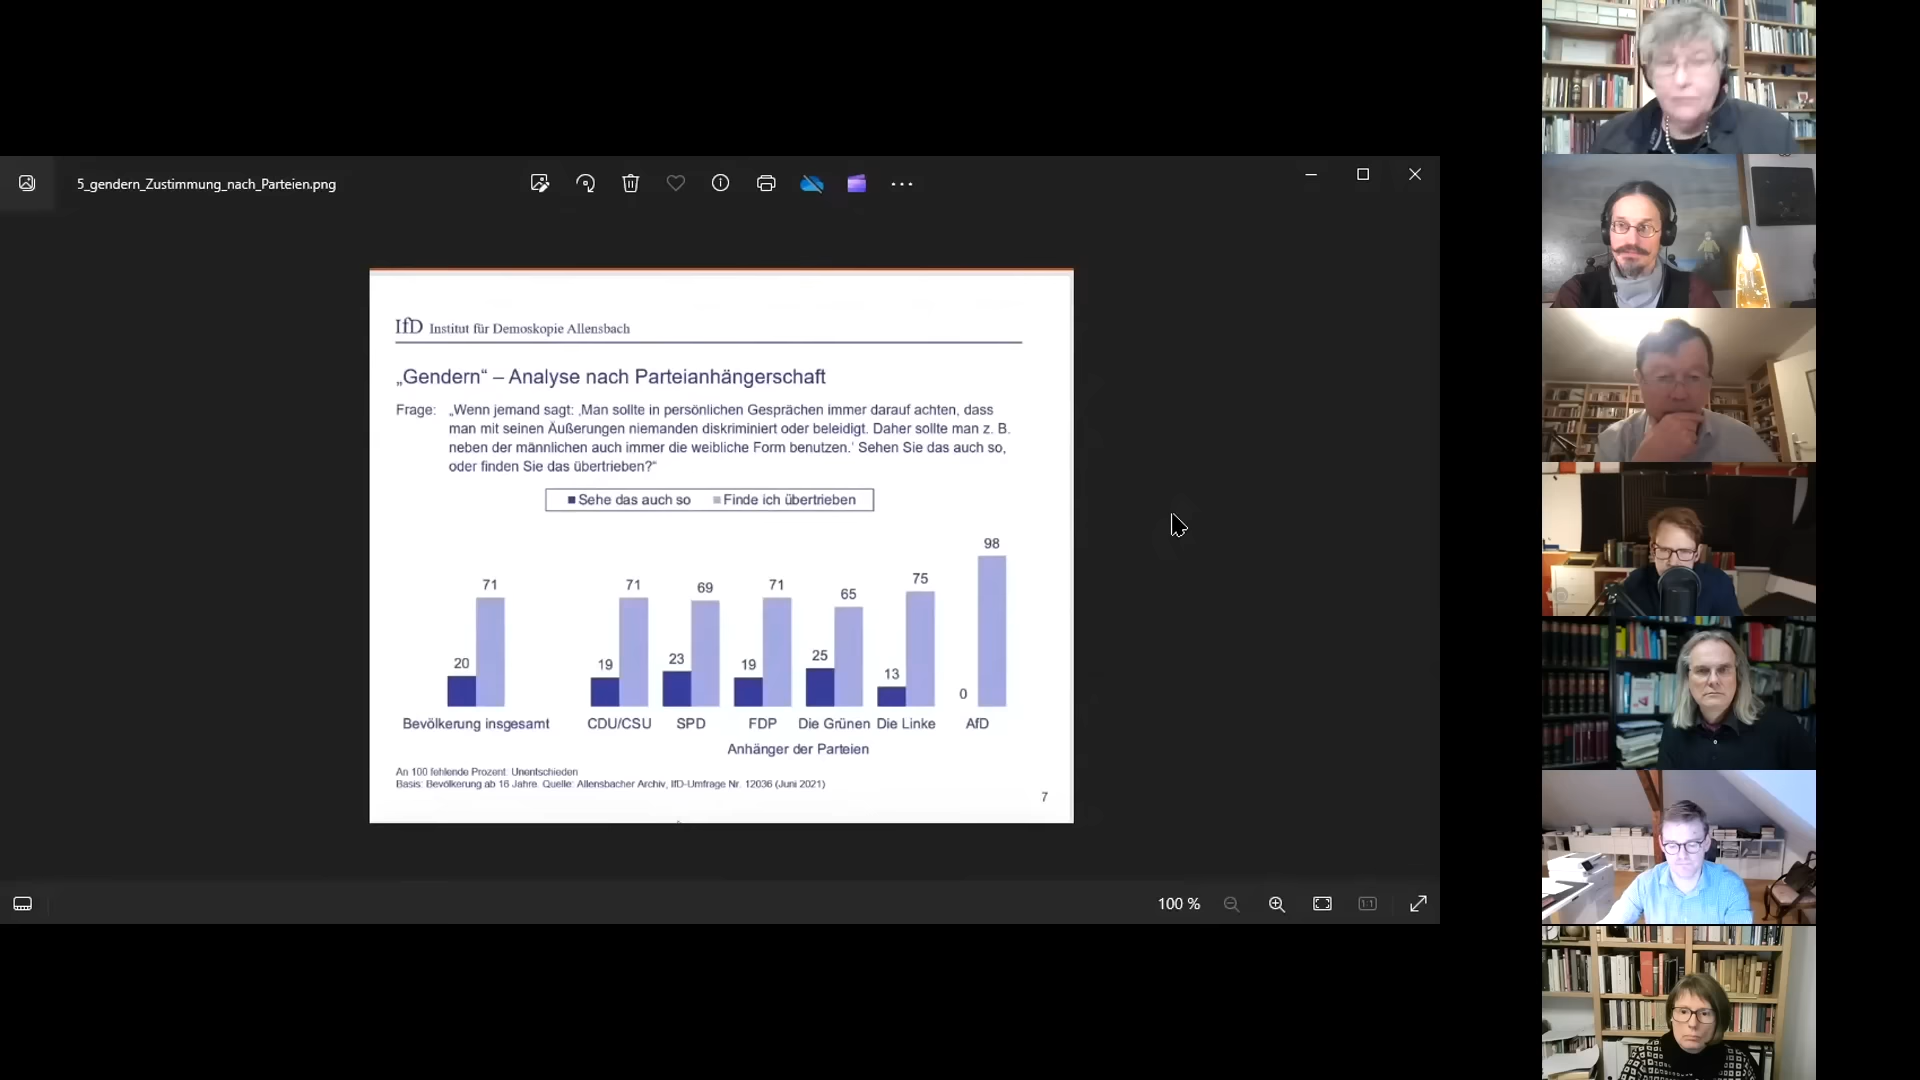 5_gendern_Zustimmung_nach_Parteien.png
IfD Institut für Demoskopie Allensbach
„Gendern“ – Analyse nach Parteianhängerschaft
Frage: „Wenn jemand sagt: ‚Man sollte in persönlichen Gesprächen immer darauf achten, dass
man mit seinen Äußerungen niemanden diskriminiert oder beleidigt. Daher sollte man z. B.
neben der männlichen auch immer die weibliche Form benutzen.‘ Sehen Sie das auch so,
oder finden Sie das übertrieben?“
Sehe das auch so Finde ich übertrieben
20 71 19 71 23 69 19 71 25 65 13 75 0 98
Bevölkerung insgesamt CDU/CSU SPD FDP Die Grünen Die Linke AfD
Anhänger der Parteien
An 100 fehlende Prozent: Unentschieden
Basis: Bevölkerung ab 16 Jahre. Quelle: Allensbacher Archiv, IfD-Umfrage Nr. 12036 (Juni 2021)
7
100 %
1:1